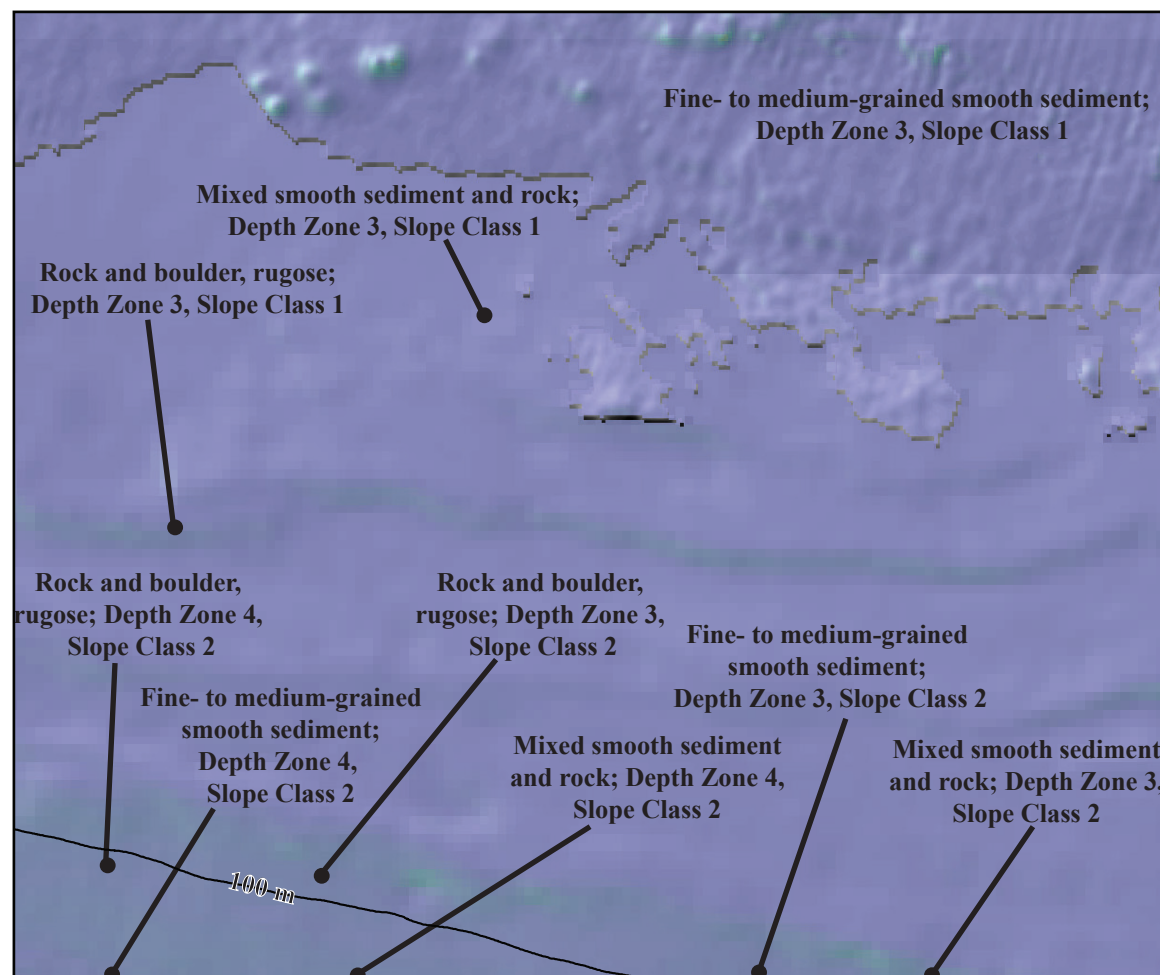 Fine- to medium-grained smooth sediment;
Depth Zone 3, Slope Class 1
Mixed smooth sediment and rock;
Depth Zone 3, Slope Class 1
Rock and boulder, rugose;
Depth Zone 3, Slope Class 1
Rock and boulder,
rugose; Depth Zone 4,
Slope Class 2
Rock and boulder,
rugose; Depth Zone 3,
Slope Class 2
Fine- to medium-grained
smooth sediment;
Depth Zone 3, Slope Class 2
Fine- to medium-grained
smooth sediment;
Depth Zone 4,
Slope Class 2
Mixed smooth sediment
and rock; Depth Zone 4,
Slope Class 2
Mixed smooth sediment
and rock; Depth Zone 3,
Slope Class 2
100 m